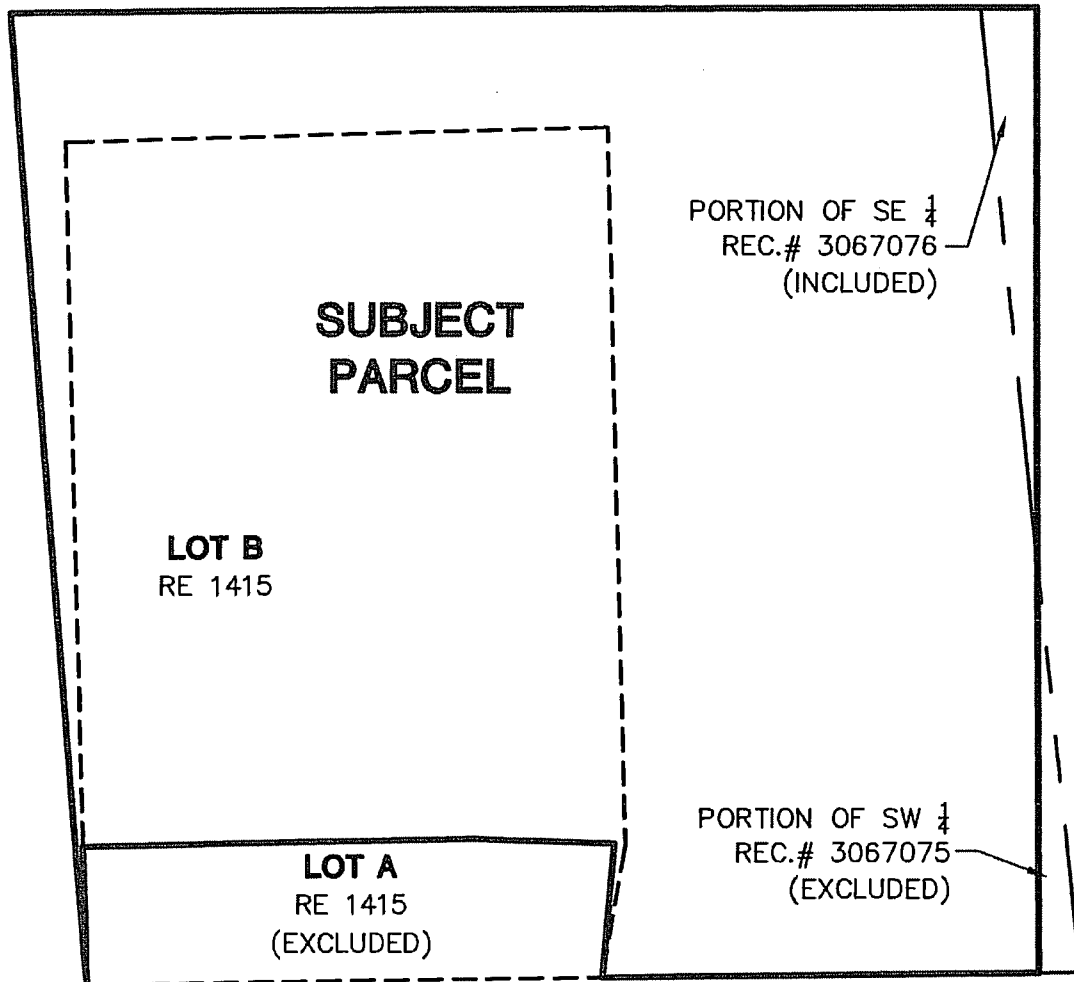 PORTION OF SE 1/4
REC.# 3067076
(INCLUDED)
SUBJECT
PARCEL
LOT B
RE 1415
PORTION OF SW 1/4
REC.# 3067075
(EXCLUDED)
LOT A
RE 1415
(EXCLUDED)